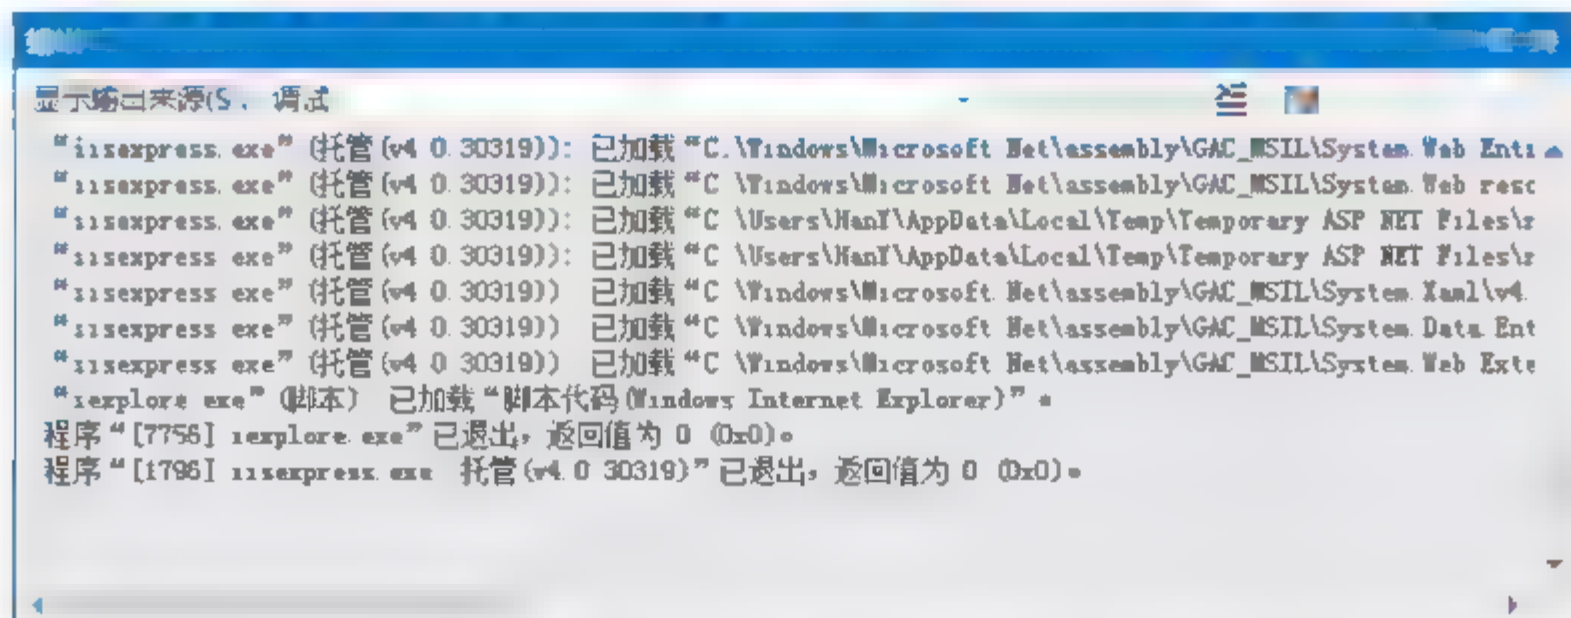 显示输出来源(S): 调试
“iisexpress.exe” (托管(v4.0.30319)): 已加载“C:\Windows\Microsoft.Net\assembly\GAC_MSIL\System.Web.Enti
“iisexpress.exe” (托管(v4.0.30319)): 已加载“C:\Windows\Microsoft.Net\assembly\GAC_MSIL\System.Web.reso
“iisexpress.exe” (托管(v4.0.30319)): 已加载“C:\Users\HanY\AppData\Local\Temp\Temporary ASP.NET Files\r
“iisexpress.exe” (托管(v4.0.30319)): 已加载“C:\Users\HanY\AppData\Local\Temp\Temporary ASP.NET Files\r
“iisexpress.exe” (托管(v4.0.30319)): 已加载“C:\Windows\Microsoft.Net\assembly\GAC_MSIL\System.Xaml\v4.
“iisexpress.exe” (托管(v4.0.30319)): 已加载“C:\Windows\Microsoft.Net\assembly\GAC_MSIL\System.Data.Ent
“iisexpress.exe” (托管(v4.0.30319)): 已加载“C:\Windows\Microsoft.Net\assembly\GAC_MSIL\System.Web.Exte
“iexplore.exe” (脚本): 已加载“脚本代码(Windows Internet Explorer)”。
程序“[7756] iexplore.exe”已退出，返回值为 0 (0x0)。
程序“[1796] iisexpress.exe: 托管(v4.0.30319)”已退出，返回值为 0 (0x0)。